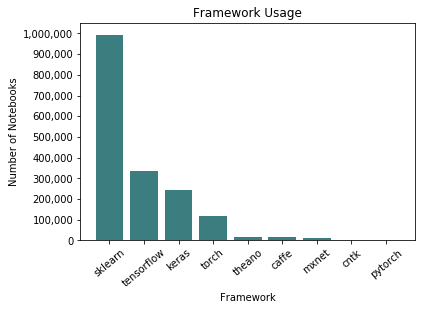 Framework Usage
Number of Notebooks
1,000,000
900,000
800,000
700,000
600,000
500,000
400,000
300,000
200,000
100,000
0
sklearn
tensorflow
keras
torch
theano
caffe
mxnet
cntk
pytorch
Framework